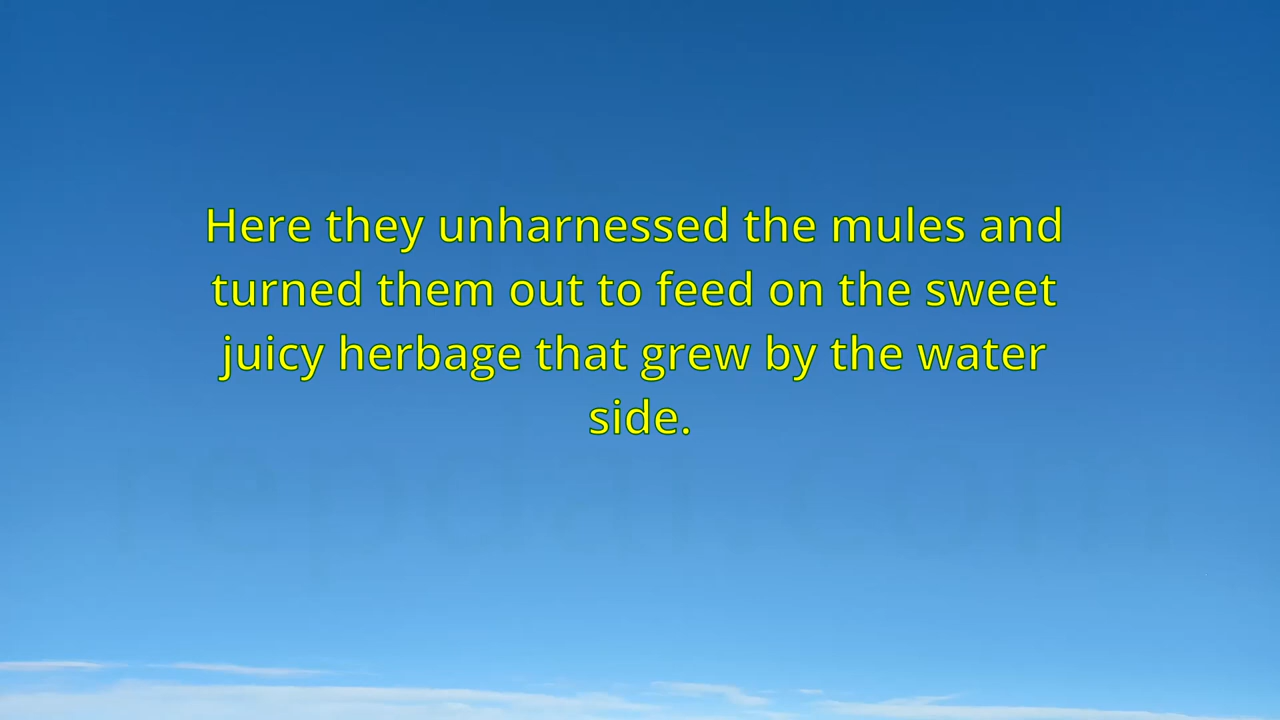 Here they unharnessed the mules and
turned them out to feed on the sweet
juicy herbage that grew by the water
side.